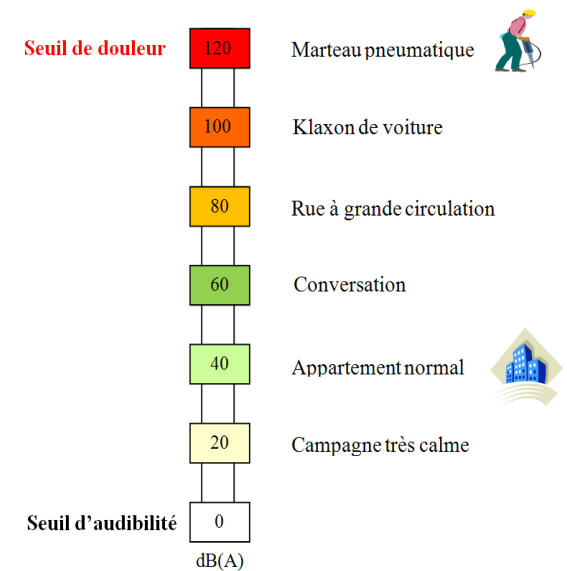 Seuil de douleur 120 Marteau pneumatique
100 Klaxon de voiture
80 Rue à grande circulation
60 Conversation
40 Appartement normal
20 Campagne très calme
Seuil d'audibilité 0
dB(A)